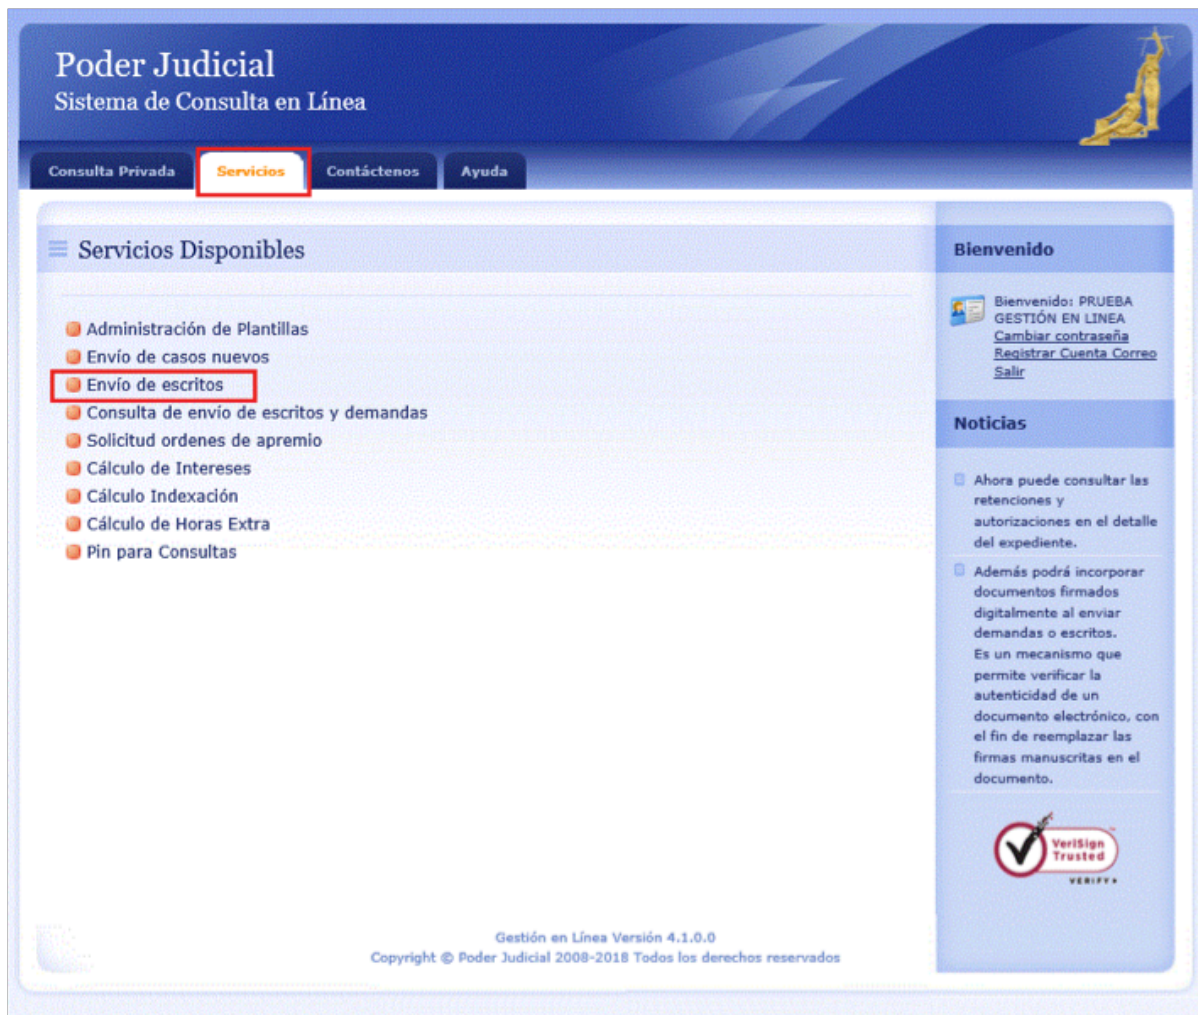 Poder Judicial
Sistema de Consulta en Línea
Consulta Privada
Servicios
Contáctenos
Ayuda
Servicios Disponibles
Administración de Plantillas
Envío de casos nuevos
Envío de escritos
Consulta de envío de escritos y demandas
Solicitud ordenes de apremio
Cálculo de Intereses
Cálculo Indexación
Cálculo de Horas Extra
Pin para Consultas
Bienvenido
Bienvenido: PRUEBA
GESTIÓN EN LINEA
Cambiar contraseña
Registrar Cuenta Correo
Salir
Noticias
Ahora puede consultar las
retenciones y
autorizaciones en el detalle
del expediente.
Además podrá incorporar
documentos firmados
digitalmente al enviar
demandas o escritos.
Es un mecanismo que
permite verificar la
autenticidad de un
documento electrónico, con
el fin de reemplazar las
firmas manuscritas en el
documento.
VeriSign
Trusted
VERIFY
Gestión en Línea Versión 4.1.0.0
Copyright © Poder Judicial 2008-2018 Todos los derechos reservados